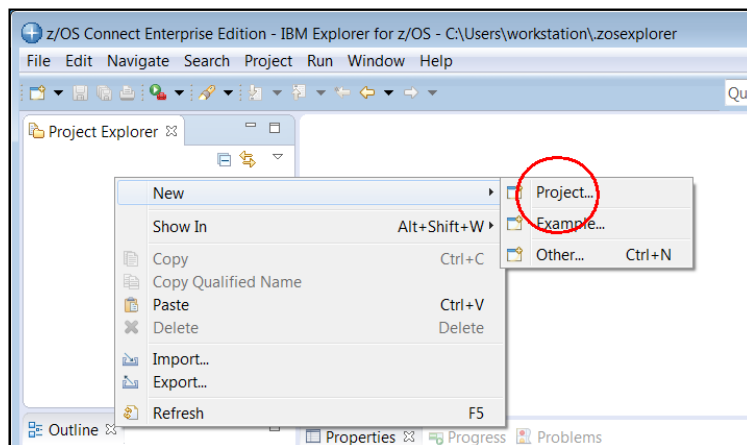 z/OS Connect Enterprise Edition - IBM Explorer for z/OS - C:\Users\workstation\.zosexplorer
File Edit Navigate Search Project Run Window Help
Qu
Project Explorer
New
Project...
Show In Alt+Shift+W
Example...
Other... Ctrl+N
Copy Ctrl+C
Copy Qualified Name
Paste Ctrl+V
Delete Delete
Import...
Export...
Refresh F5
Outline
Properties Progress Problems